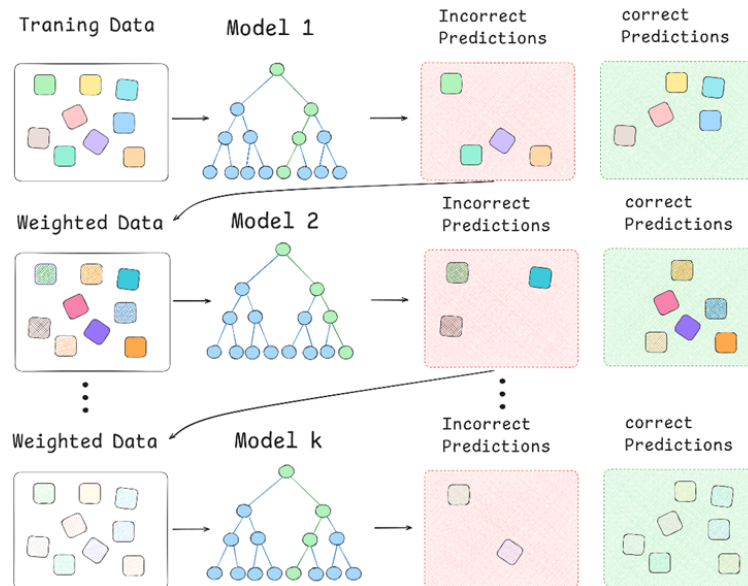 Traning Data
Model 1
Incorrect
Predictions
correct
Predictions
Weighted Data
Model 2
Incorrect
Predictions
correct
Predictions
Weighted Data
Model k
Incorrect
Predictions
correct
Predictions